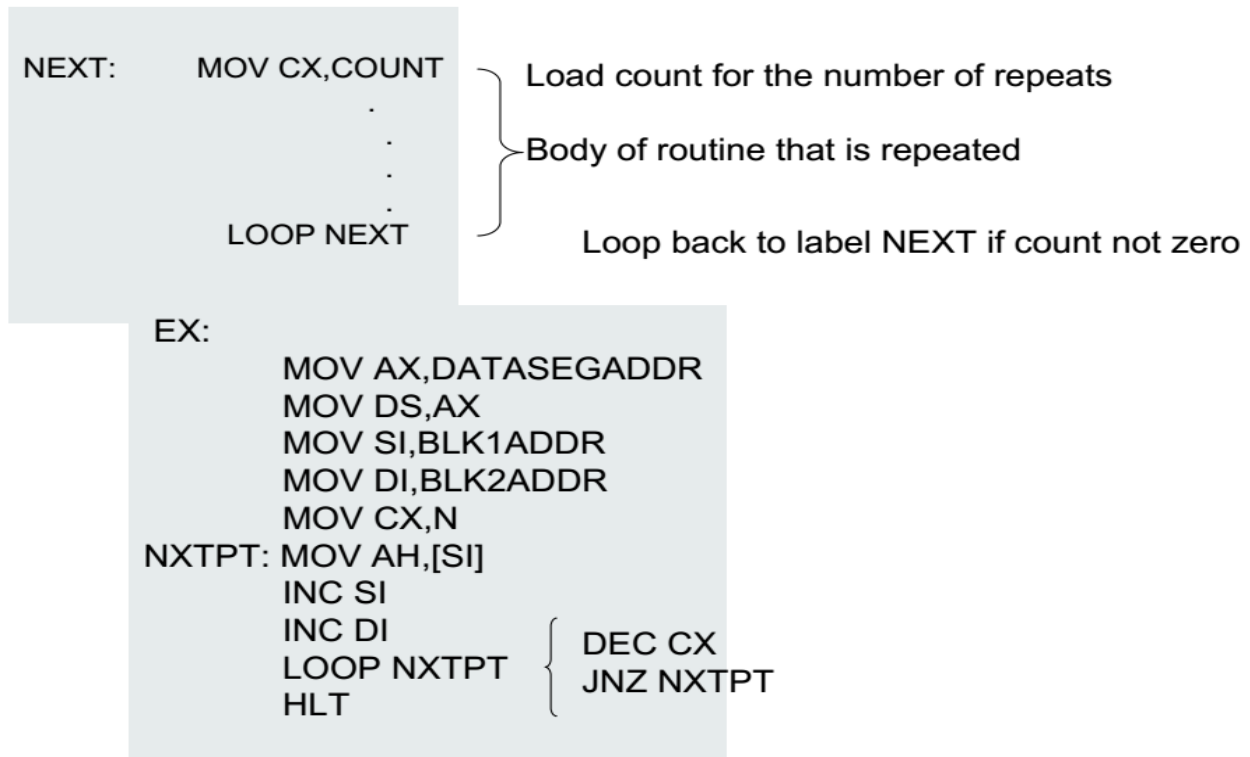 NEXT: MOV CX,COUNT Load count for the number of repeats
.
. Body of routine that is repeated
.
.
LOOP NEXT Loop back to label NEXT if count not zero
EX:
MOV AX,DATASEGADDR
MOV DS,AX
MOV SI,BLK1ADDR
MOV DI,BLK2ADDR
MOV CX,N
NXTPT: MOV AH,[SI]
INC SI
INC DI DEC CX
LOOP NXTPT JNZ NXTPT
HLT